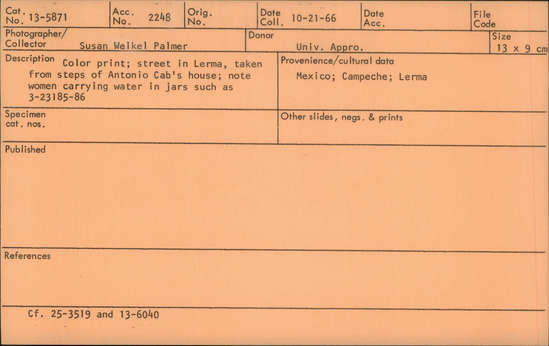 Cat. No. 13-5871 Acc. No. 2248 Orig. No. Date Coll. 10-21-66 Date Acc. File Code
Photographer/ Collector Susan Weikel Palmer Donor Univ. Appro. Size 13 x 9 cm
Description Color print; street in Lerma, taken
from steps of Antonio Cab's house; note
women carrying water in jars such as
3-23185-86
Provenience/cultural data
Mexico; Campeche; Lerma
Specimen
cat. nos.
Other slides, negs. & prints
Published
References
Cf. 25-3519 and 13-6040